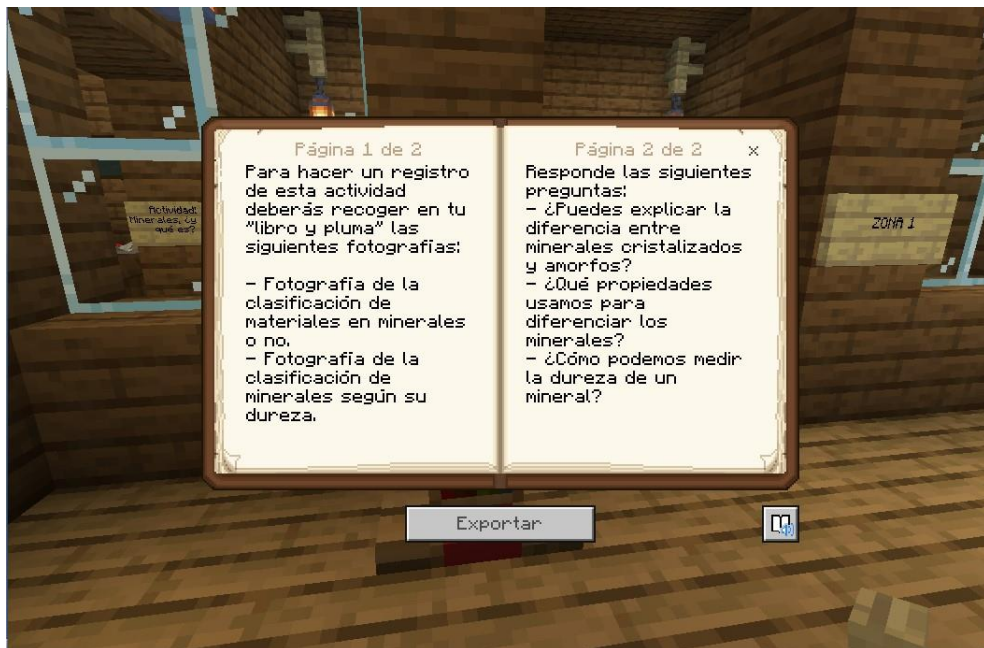 Página 1 de 2
Para hacer un registro
de esta actividad
deberás recoger en tu
"libro y pluma" las
siguientes fotografías:
- Fotografía de la
clasificación de
materiales en minerales
o no.
- Fotografía de la
clasificación de
minerales según su
dureza.
Página 2 de 2
x
Responde las siguientes
preguntas:
- ¿Puedes explicar la
diferencia entre
minerales cristalizados
y amorfos?
- ¿Qué propiedades
usamos para
diferenciar los
minerales?
- ¿Cómo podemos medir
la dureza de un
mineral?
Actividad:
Minerales, ¿y
qué es?
ZONA 1
Exportar